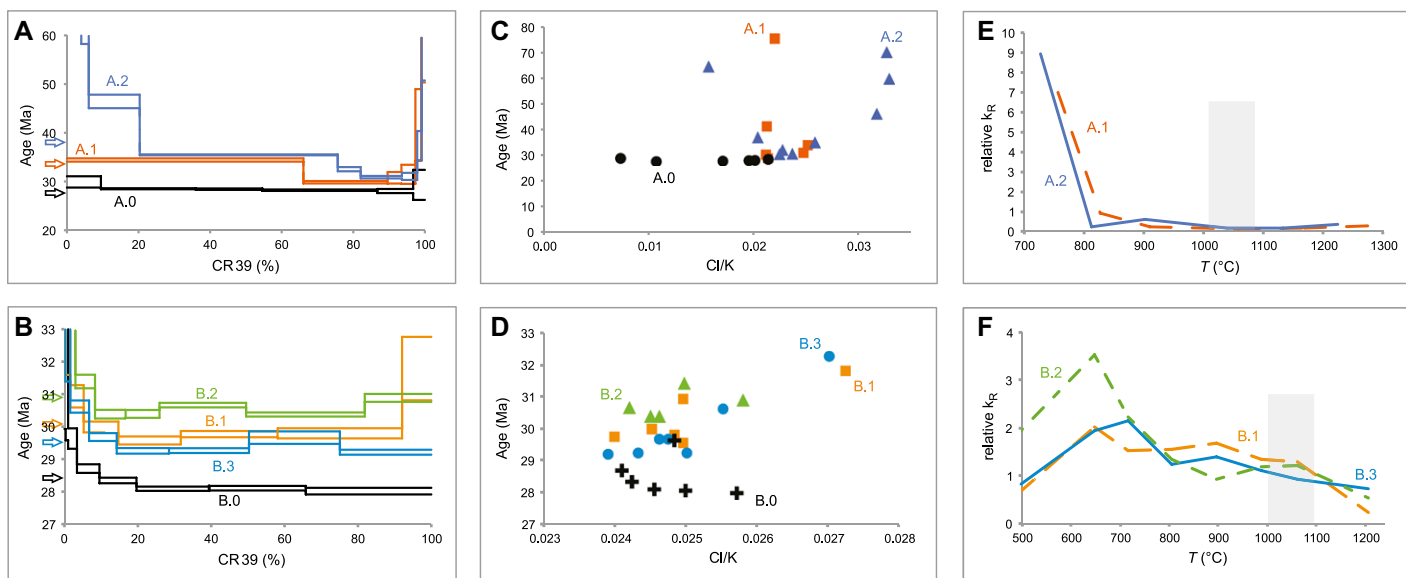 A
60
50
40
30
20
Age (Ma)
A.2
A.1
A.0
0
20
40
60
80
100
CR39 (%)
C
80
70
60
50
40
30
20
10
0
Age (Ma)
A.1
A.2
A.0
0.00
0.01
0.02
0.03
Cl/K
E
10
9
8
7
6
5
4
3
2
1
0
relative kR
A.1
A.2
700
800
900
1000
1100
1200
1300
T (°C)
B
33
32
31
30
29
28
27
Age (Ma)
B.2
B.1
B.3
B.0
0
20
40
60
80
100
CR39 (%)
D
33
32
31
30
29
28
27
Age (Ma)
B.3
B.1
B.2
B.0
0.023
0.024
0.025
0.026
0.027
0.028
Cl/K
F
4
3
2
1
0
relative kR
B.2
B.1
B.3
500
600
700
800
900
1000
1100
1200
T (°C)